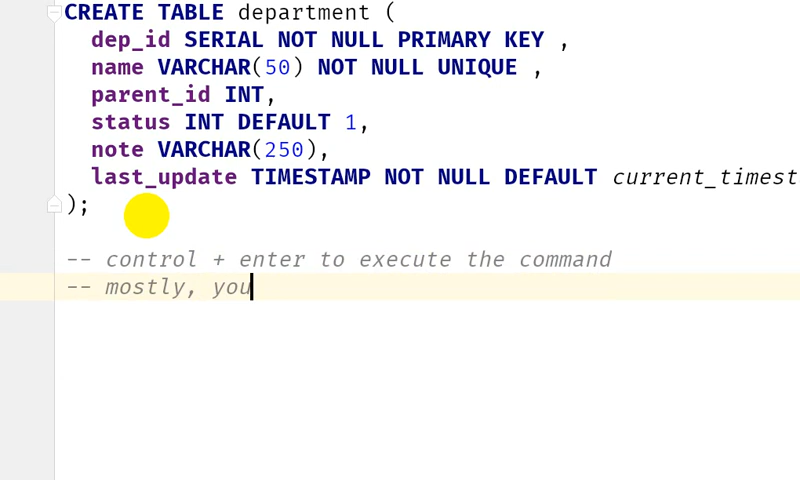 CREATE TABLE department (
dep_id SERIAL NOT NULL PRIMARY KEY ,
name VARCHAR(50) NOT NULL UNIQUE ,
parent_id INT,
status INT DEFAULT 1,
note VARCHAR(250),
last_update TIMESTAMP NOT NULL DEFAULT current_timest
);
-- control + enter to execute the command
-- mostly, you